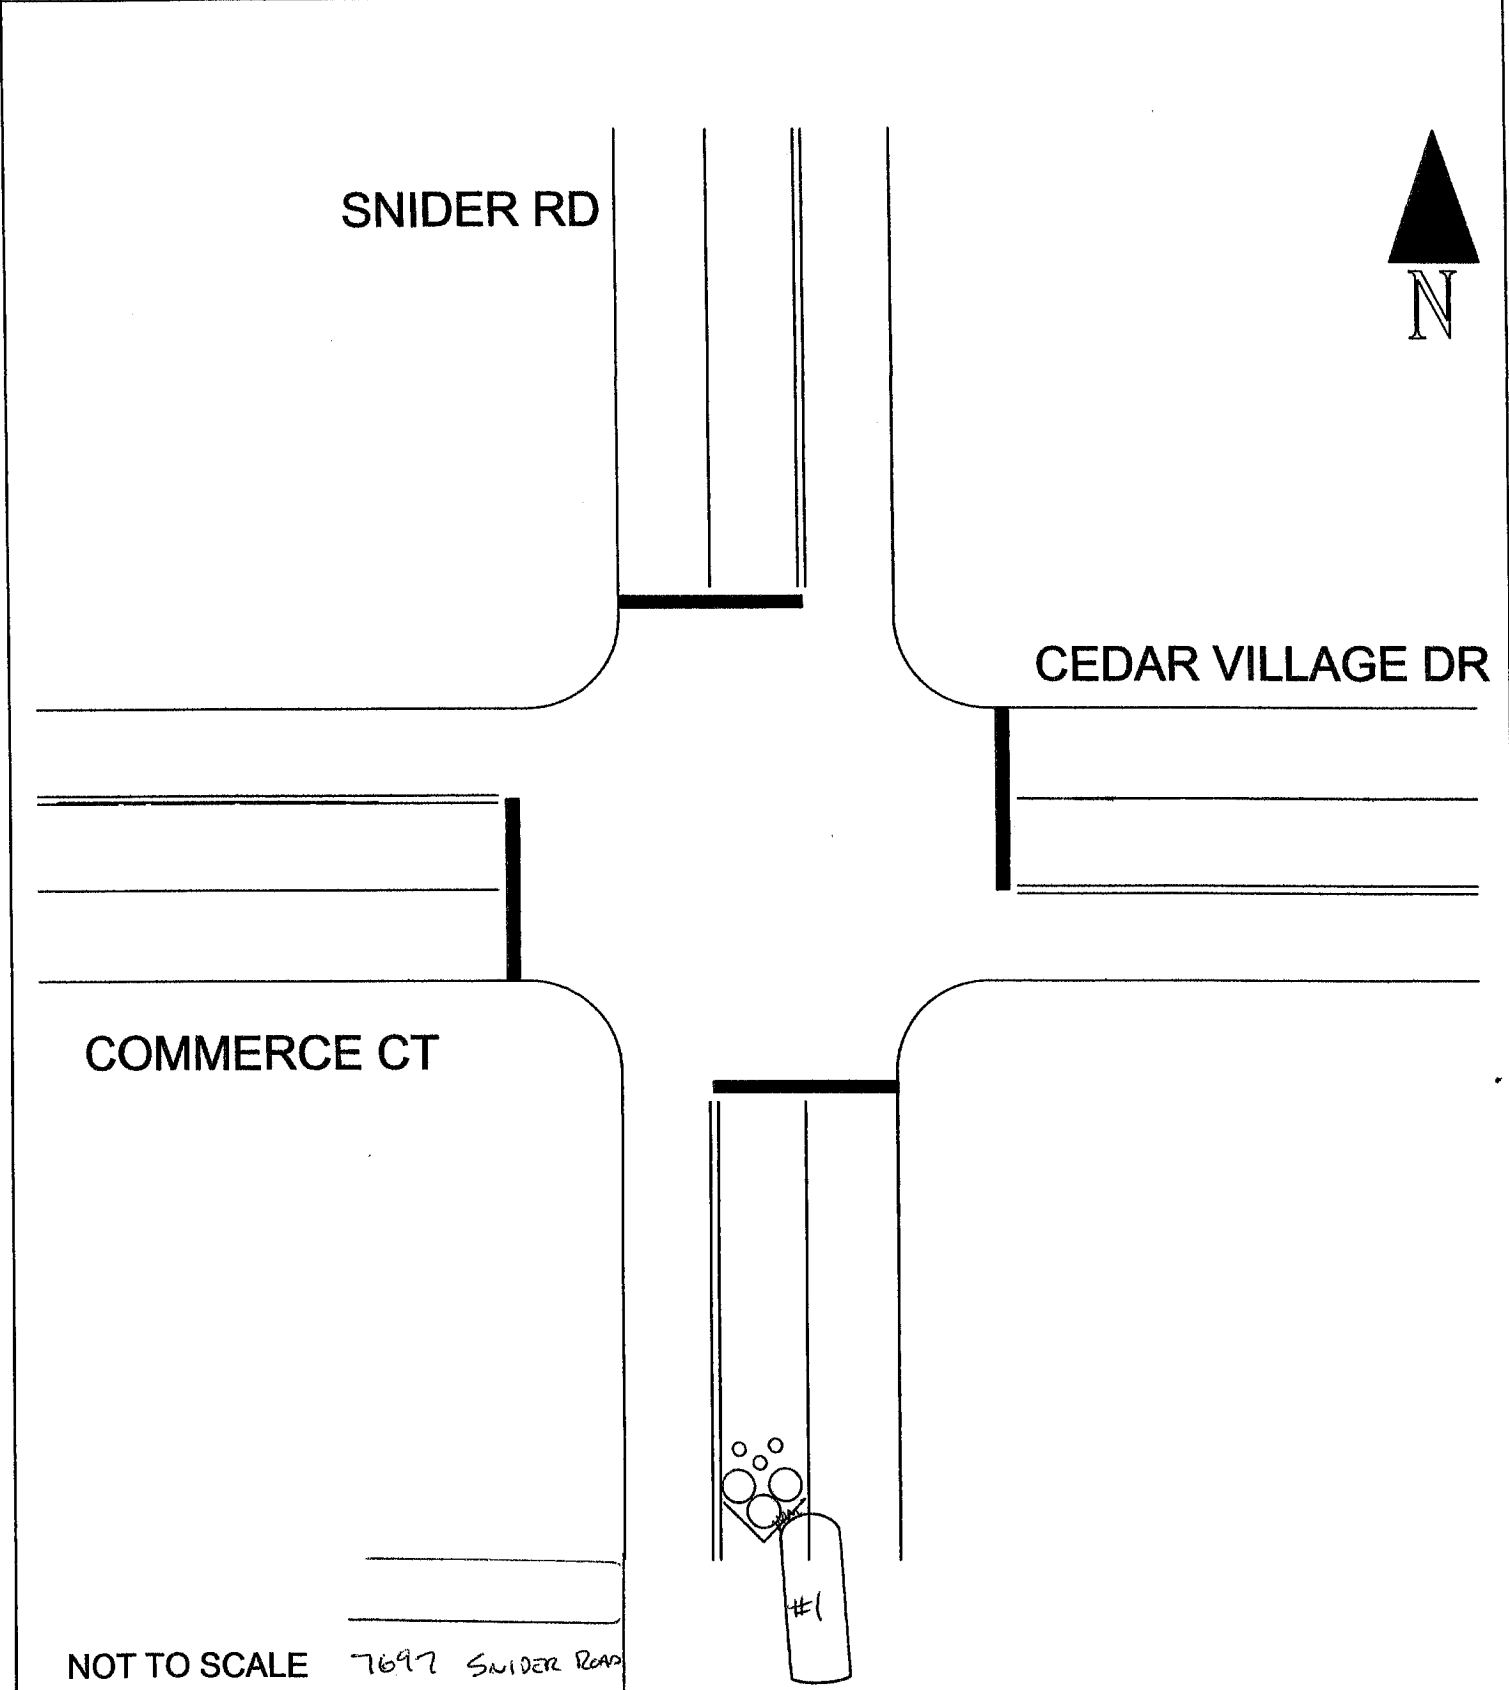 SNIDER RD
N
CEDAR VILLAGE DR
COMMERCE CT
#1
NOT TO SCALE 7697 SNIDER ROAD